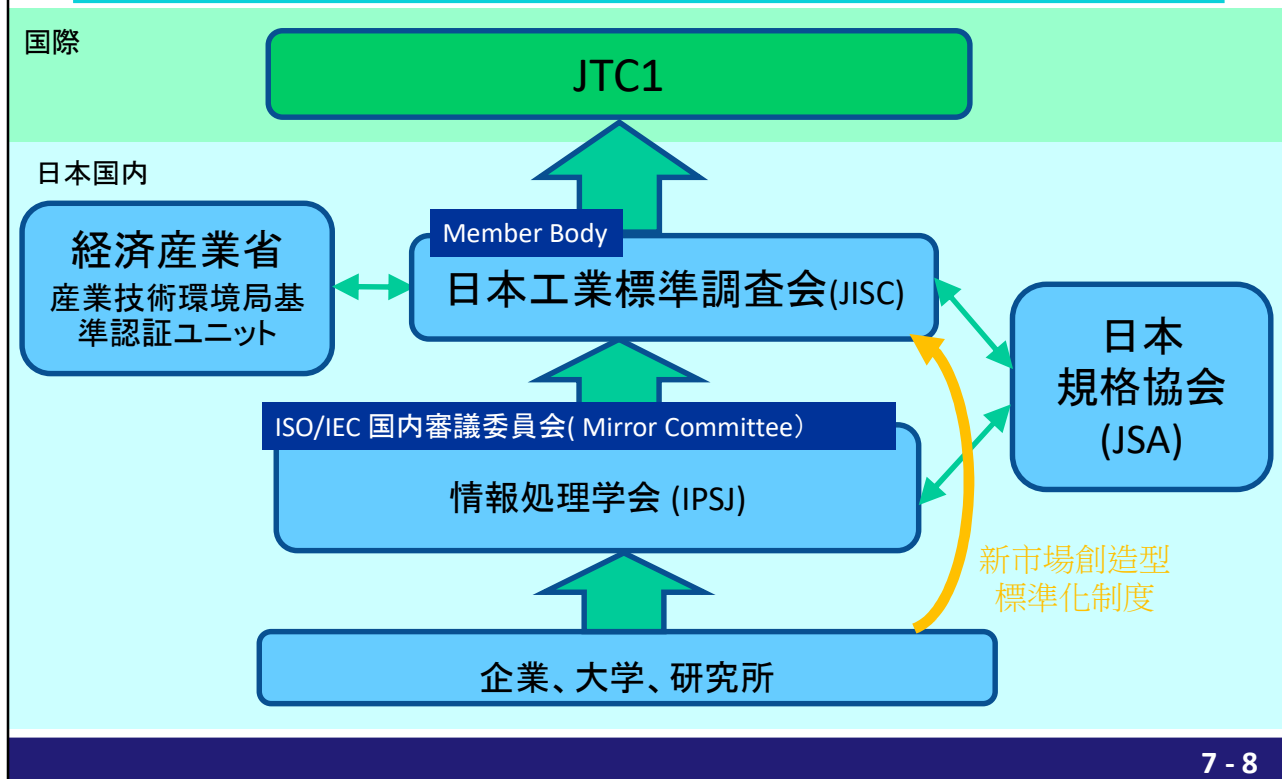 国際
JTC1
日本国内
経済産業省
産業技術環境局基
準認証ユニット
Member Body
日本工業標準調査会(JISC)
日本
規格協会
(JSA)
ISO/IEC 国内審議委員会( Mirror Committee）
情報処理学会 (IPSJ)
新市場創造型
標準化制度
企業、大学、研究所
7 - 8